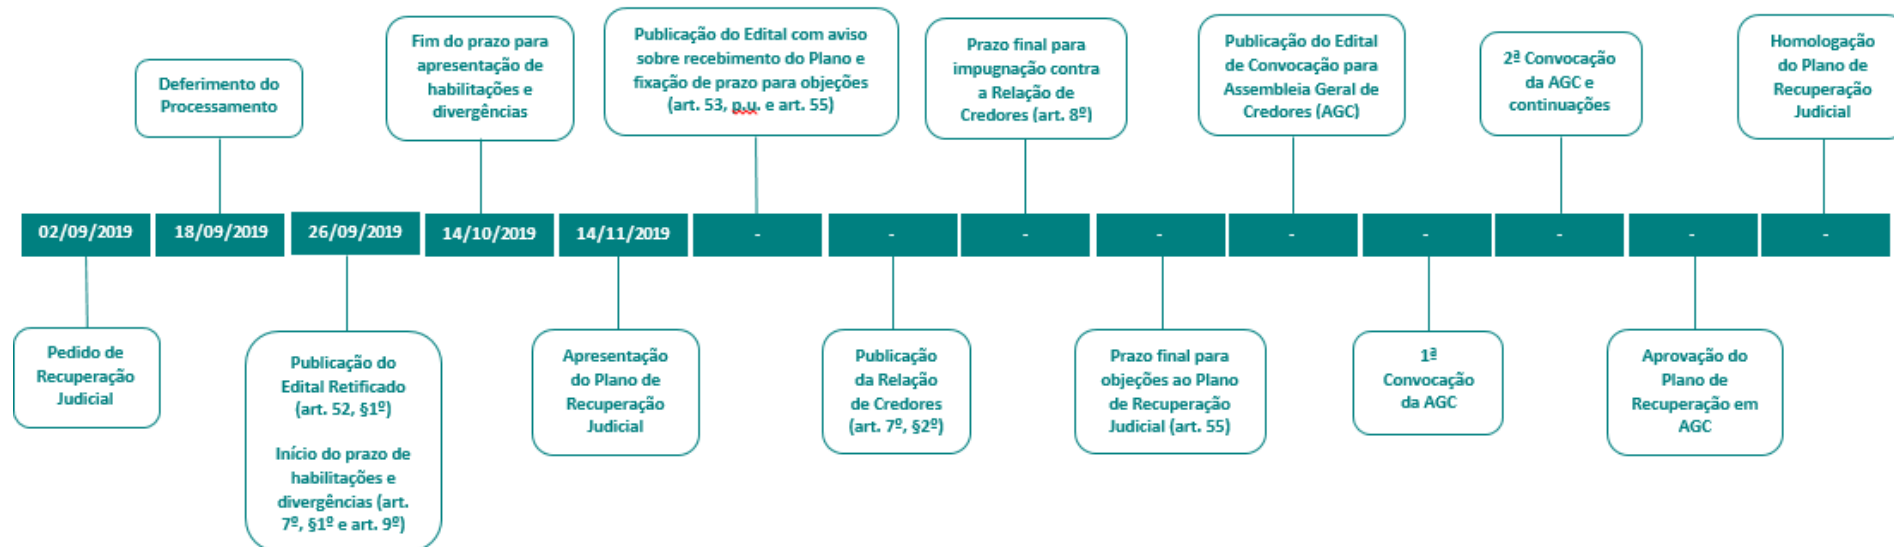 Deferimento do
Processamento
Fim do prazo para
apresentação de
habilitações e
divergências
Publicação do Edital com aviso
sobre recebimento do Plano e
fixação de prazo para objeções
(art. 53, p.u. e art. 55)
Prazo final para
impugnação contra
a Relação de
Credores (art. 8º)
Publicação do Edital
de Convocação para
Assembleia Geral de
Credores (AGC)
2ª Convocação
da AGC e
continuações
Homologação
do Plano de
Recuperação
Judicial
02/09/2019
18/09/2019
26/09/2019
14/10/2019
14/11/2019
-
-
-
-
-
-
-
-
-
Pedido de
Recuperação
Judicial
Publicação do
Edital Retificado
(art. 52, §1º)
Início do prazo de
habilitações e
divergências (art.
7º, §1º e art. 9º)
Apresentação
do Plano de
Recuperação
Judicial
Publicação
da Relação
de Credores
(art. 7º, §2º)
Prazo final para
objeções ao Plano
de Recuperação
Judicial (art. 55)
1ª
Convocação
da AGC
Aprovação do
Plano de
Recuperação em
AGC